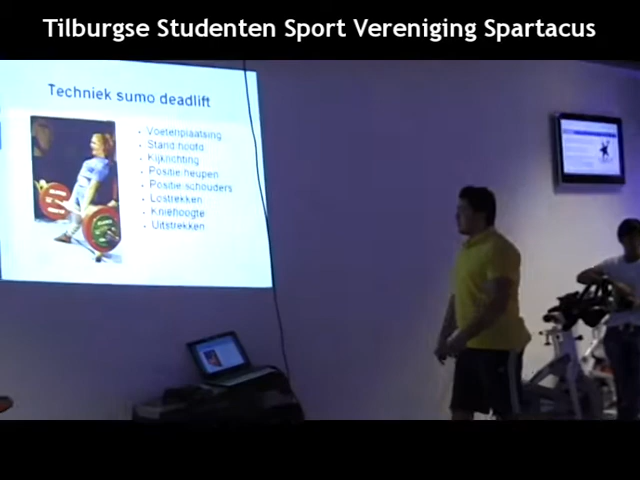 Tilburgse Studenten Sport Vereniging Spartacus
Techniek sumo deadlift
• Voetenplaatsing
• Stand hoofd
• Kijkrichting
• Positie heupen
• Positie schouders
• Lostrekken
• Kniehoogte
• Uitstrekken